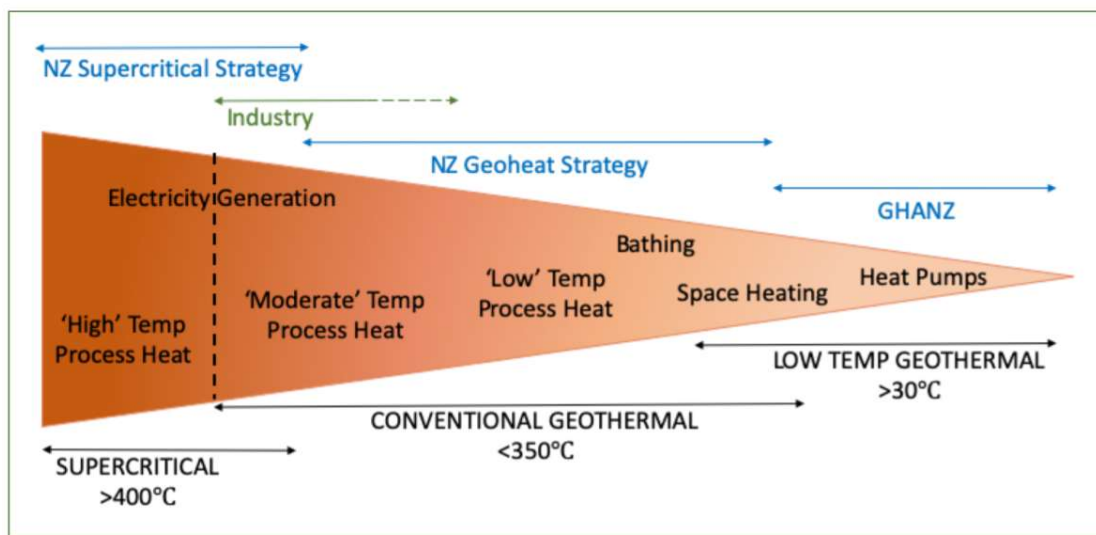 NZ Supercritical Strategy
Industry
NZ Geoheat Strategy
GHANZ
Electricity Generation
Bathing
Heat Pumps
Space Heating
‘Low’ Temp
Process Heat
‘Moderate’ Temp
Process Heat
‘High’ Temp
Process Heat
LOW TEMP GEOTHERMAL
>30℃
CONVENTIONAL GEOTHERMAL
<350℃
SUPERCRITICAL
>400℃